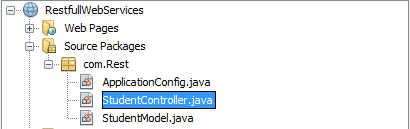 RestfullWebServices
Web Pages
Source Packages
com.Rest
ApplicationConfig.java
StudentController.java
StudentModel.java